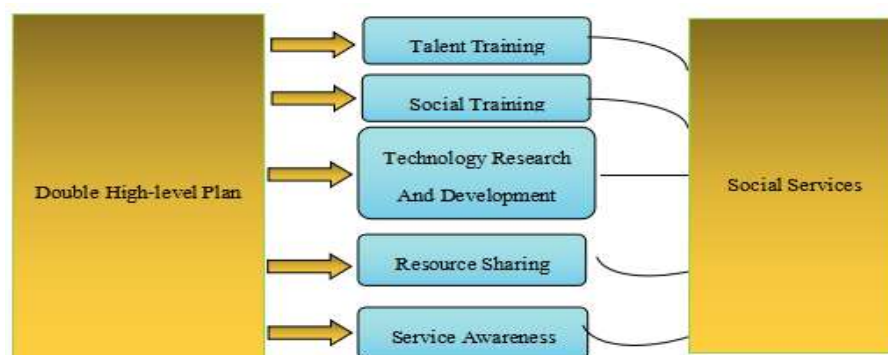 Talent Training
Social Training
Technology Research
And Development
Double High-level Plan
Social Services
Resource Sharing
Service Awareness